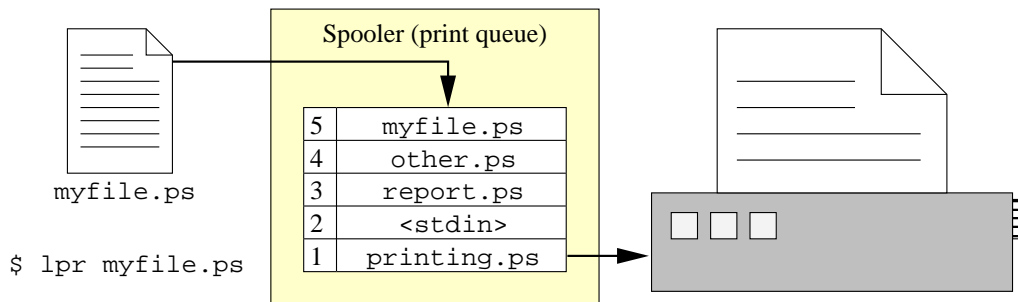 Spooler (print queue)
5 myfile.ps
4 other.ps
3 report.ps
2 <stdin>
1 printing.ps
myfile.ps
$ lpr myfile.ps